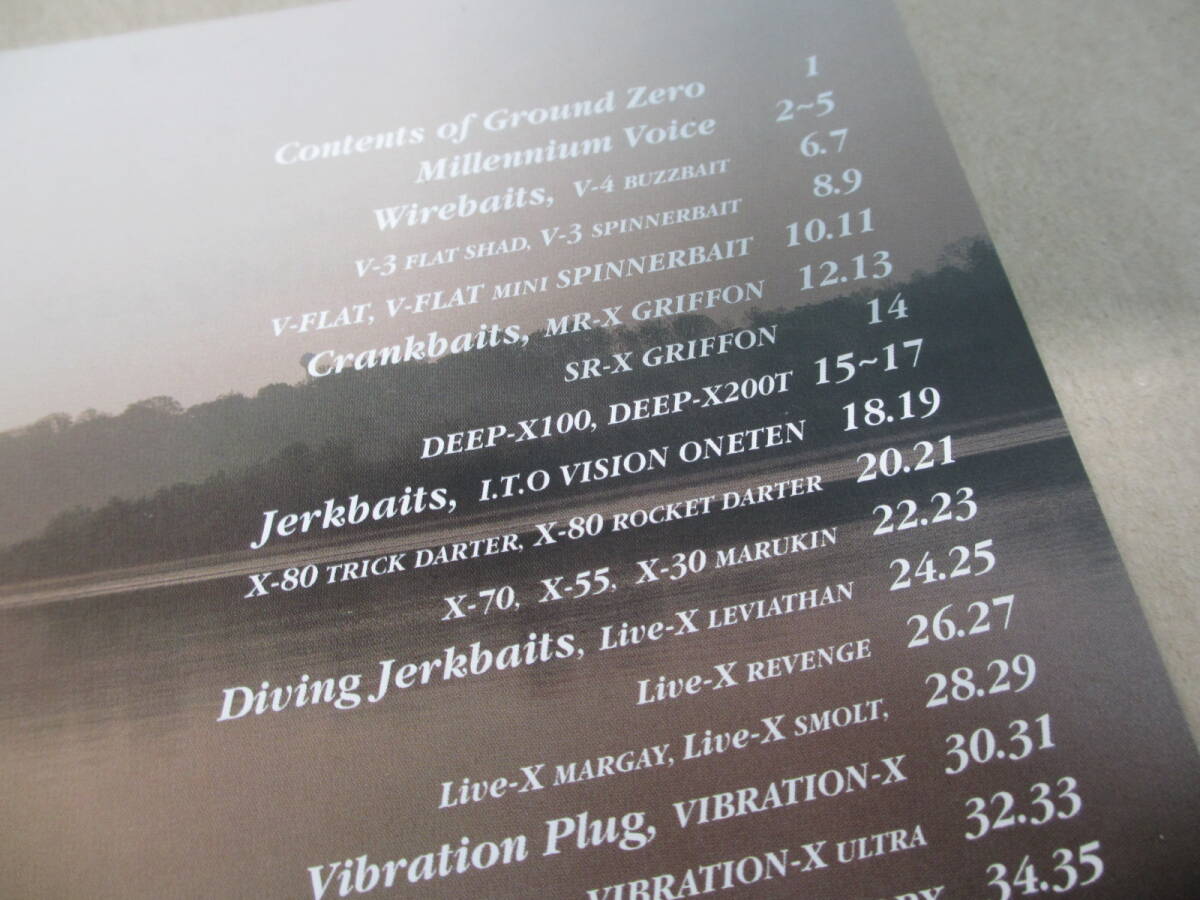 Contents of Ground Zero 1
Millennium Voice 2~5
Wirebaits, V-4 BUZZBAIT 6.7
V-3 FLAT SHAD, V-3 SPINNERBAIT 8.9
V-FLAT, V-FLAT MINI SPINNERBAIT 10.11
Crankbaits, MR-X GRIFFON 12.13
SR-X GRIFFON 14
DEEP-X100, DEEP-X200T 15~17
Jerkbaits, I.T.O VISION ONETEN 18.19
X-80 TRICK DARTER, X-80 ROCKET DARTER 20.21
X-70, X-55, X-30 MARUKIN 22.23
Diving Jerkbaits, Live-X LEVIATHAN 24.25
Live-X REVENGE 26.27
Live-X MARGAY, Live-X SMOLT, 28.29
Vibration Plug, VIBRATION-X 30.31
VIBRATION-X ULTRA 32.33
34.35